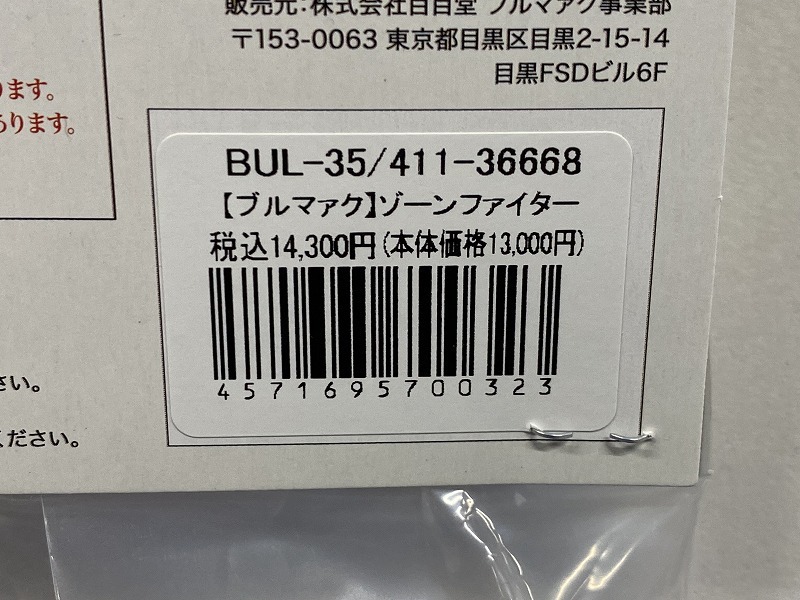 販売元:株式会社百目堂 ブルマァク事業部
〒153-0063 東京都目黒区目黒2-15-14
目黒FSDビル6F
ります。
あります。
BUL-35/411-36668
【ブルマァク】ゾーンファイター
税込14,300円(本体価格13,000円)
4571695700323
さい。
ください。